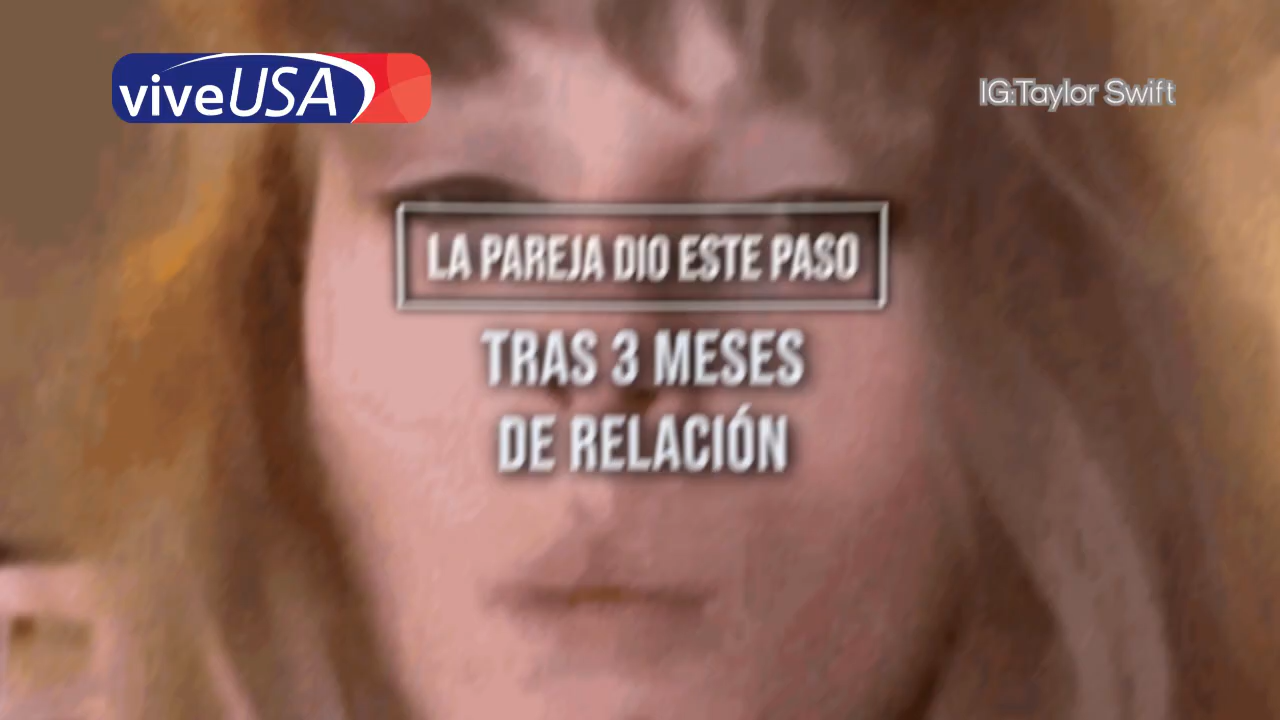 viveUSA
IG:Taylor Swift
LA PAREJA DIO ESTE PASO
TRAS 3 MESES
DE RELACIÓN